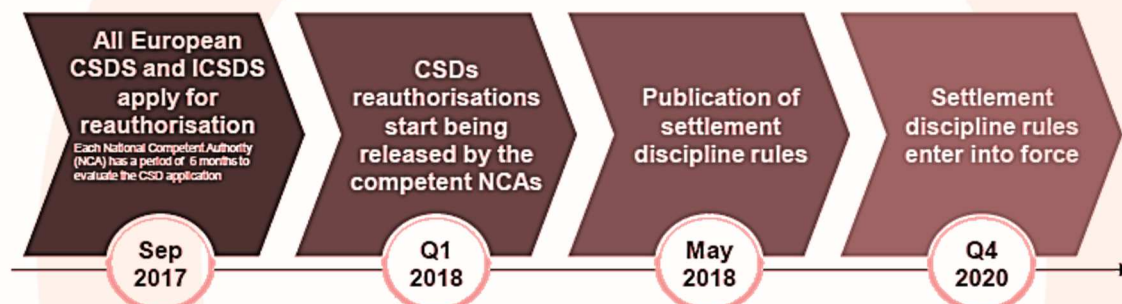 All European
CSDS and ICSDS
apply for
reauthorisation
Each National Competent Authority
(NCA) has a period of 6 months to
evaluate the CSD application
Sep
2017
CSDs
reauthorisations
start being
released by the
competent NCAs
Q1
2018
Publication of
settlement
discipline rules
May
2018
Settlement
discipline rules
enter into force
Q4
2020